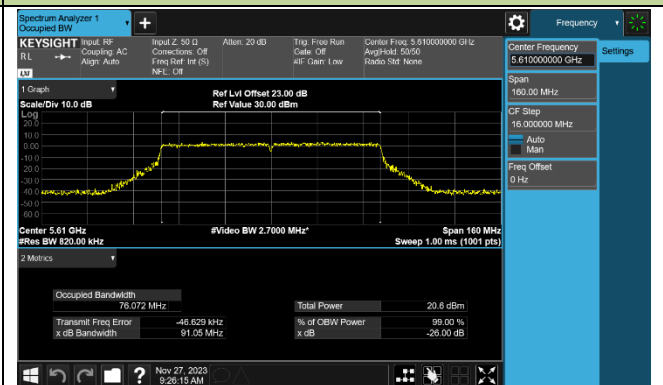 Spectrum Analyzer 1
Occupied BW
+
Frequency
KEYSIGHT
RL
LXI
Input: RF
Coupling: AC
Align: Auto
Input Z: 50 Ω
Corrections: Off
Freq Ref: Int (S)
NFE: Off
Atten: 20 dB
Trig: Free Run
Gate: Off
#IF Gain: Low
Center Freq: 5.610000000 GHz
Avg|Hold: 50/50
Radio Std: None
Center Frequency
5.610000000 GHz
Settings
Span
160.00 MHz
CF Step
16.000000 MHz
Auto
Man
Freq Offset
0 Hz
1 Graph
Scale/Div 10.0 dB
Ref Lvl Offset 23.00 dB
Ref Value 30.00 dBm
Log
20.0
10.0
0.00
-10.0
-20.0
-30.0
-40.0
-50.0
-60.0
Center 5.61 GHz
#Video BW 2.7000 MHz*
Span 160 MHz
#Res BW 820.00 kHz
Sweep 1.00 ms (1001 pts)
2 Metrics
Occupied Bandwidth
76.072 MHz
Total Power 20.6 dBm
Transmit Freq Error -46.629 kHz
% of OBW Power 99.00 %
x dB Bandwidth 91.05 MHz
x dB -26.00 dB
?
Nov 27, 2023
9:26:15 AM